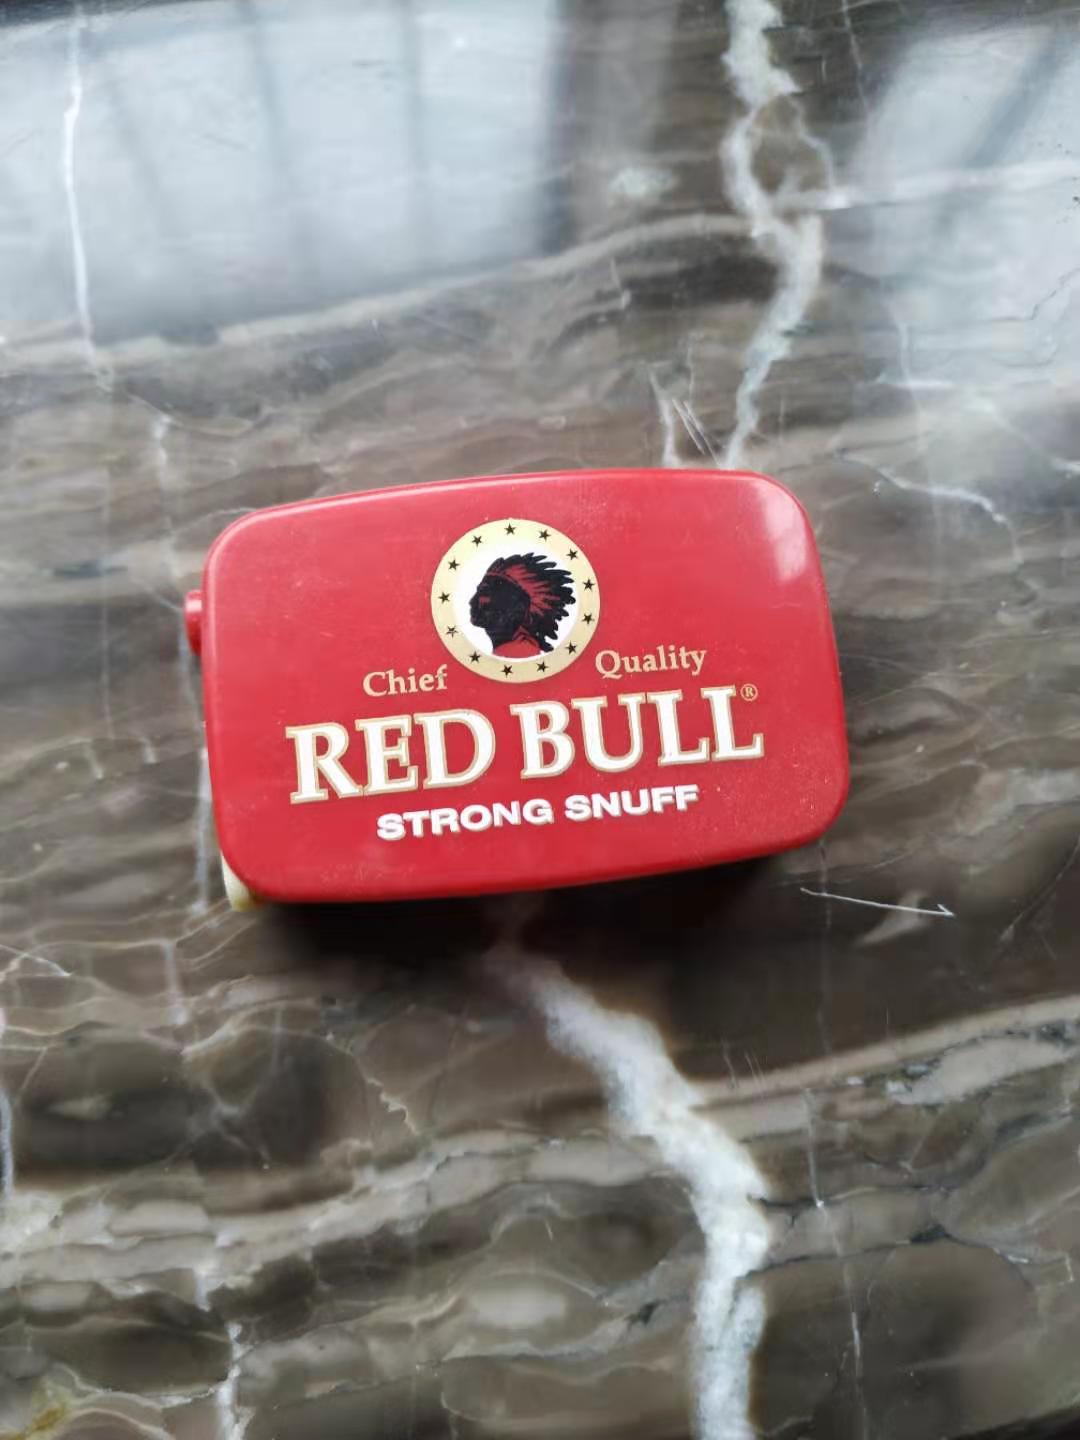 Chief Quality
RED BULL®
STRONG SNUFF